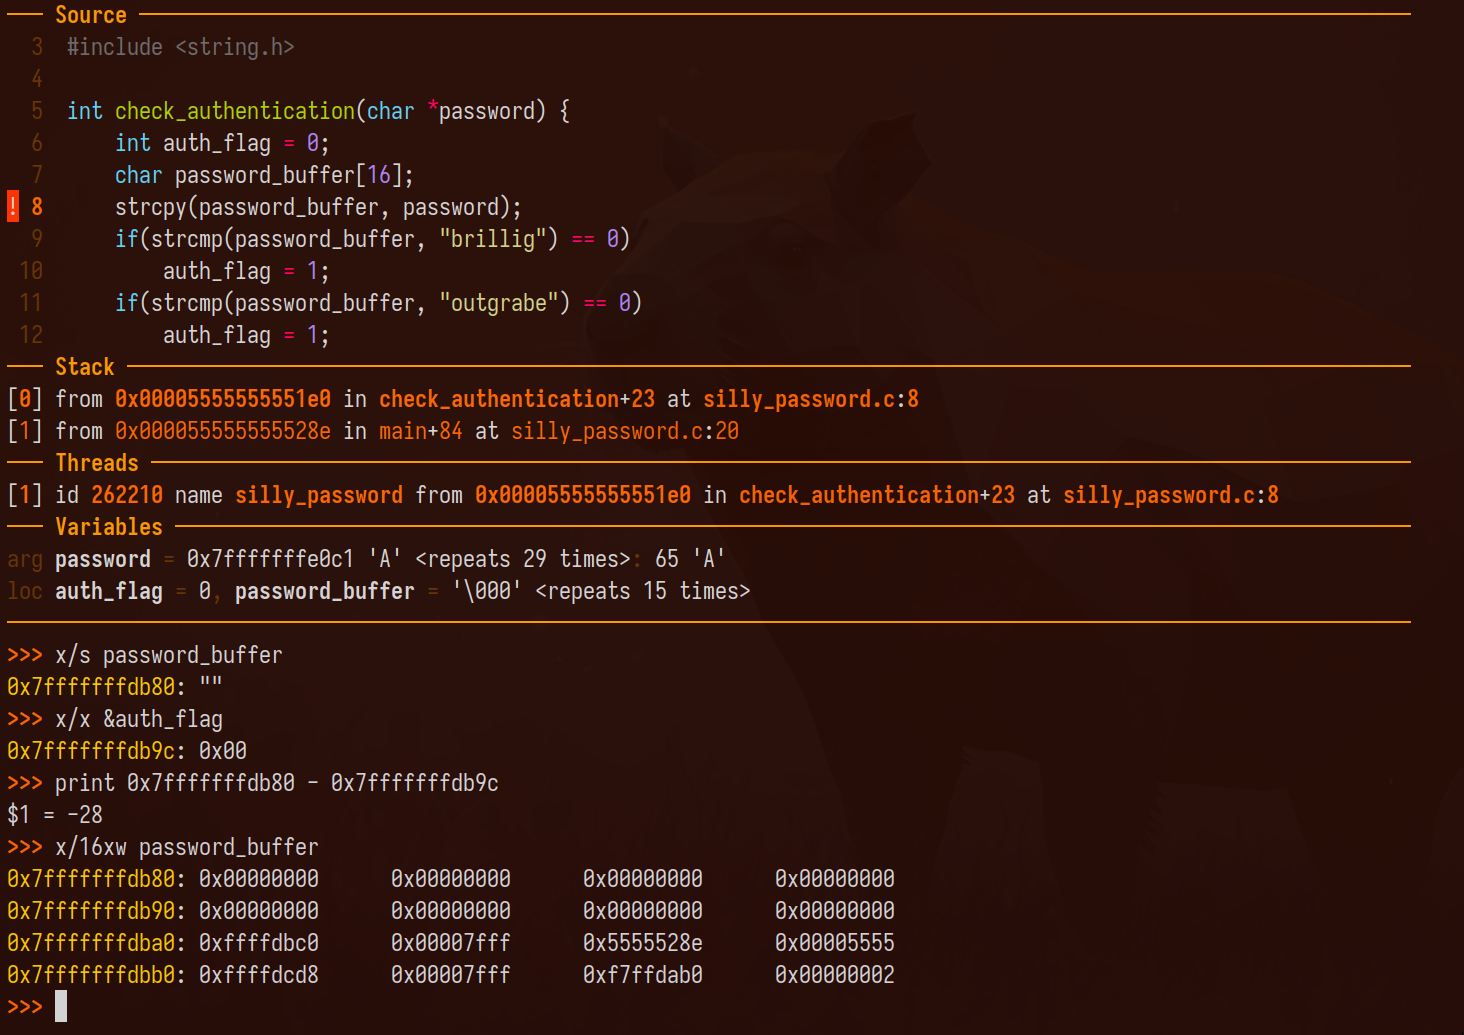 Source
3 #include <string.h>
4
5 int check_authentication(char *password) {
6 int auth_flag = 0;
7 char password_buffer[16];
! 8 strcpy(password_buffer, password);
9 if(strcmp(password_buffer, "brillig") == 0)
10 auth_flag = 1;
11 if(strcmp(password_buffer, "outgrabe") == 0)
12 auth_flag = 1;
Stack
[0] from 0x00005555555551e0 in check_authentication+23 at silly_password.c:8
[1] from 0x000055555555528e in main+84 at silly_password.c:20
Threads
[1] id 262210 name silly_password from 0x00005555555551e0 in check_authentication+23 at silly_password.c:8
Variables
arg password = 0x7fffffffe0c1 'A' <repeats 29 times>: 65 'A'
loc auth_flag = 0, password_buffer = '\000' <repeats 15 times>
>>> x/s password_buffer
0x7fffffffdb80: ""
>>> x/x &auth_flag
0x7fffffffdb9c: 0x00
>>> print 0x7fffffffdb80 - 0x7fffffffdb9c
$1 = -28
>>> x/16xw password_buffer
0x7fffffffdb80: 0x00000000 0x00000000 0x00000000 0x00000000
0x7fffffffdb90: 0x00000000 0x00000000 0x00000000 0x00000000
0x7fffffffdba0: 0xffffdbc0 0x00007fff 0x5555528e 0x00005555
0x7fffffffdbb0: 0xffffdcd8 0x00007fff 0xf7ffdab0 0x00000002
>>>